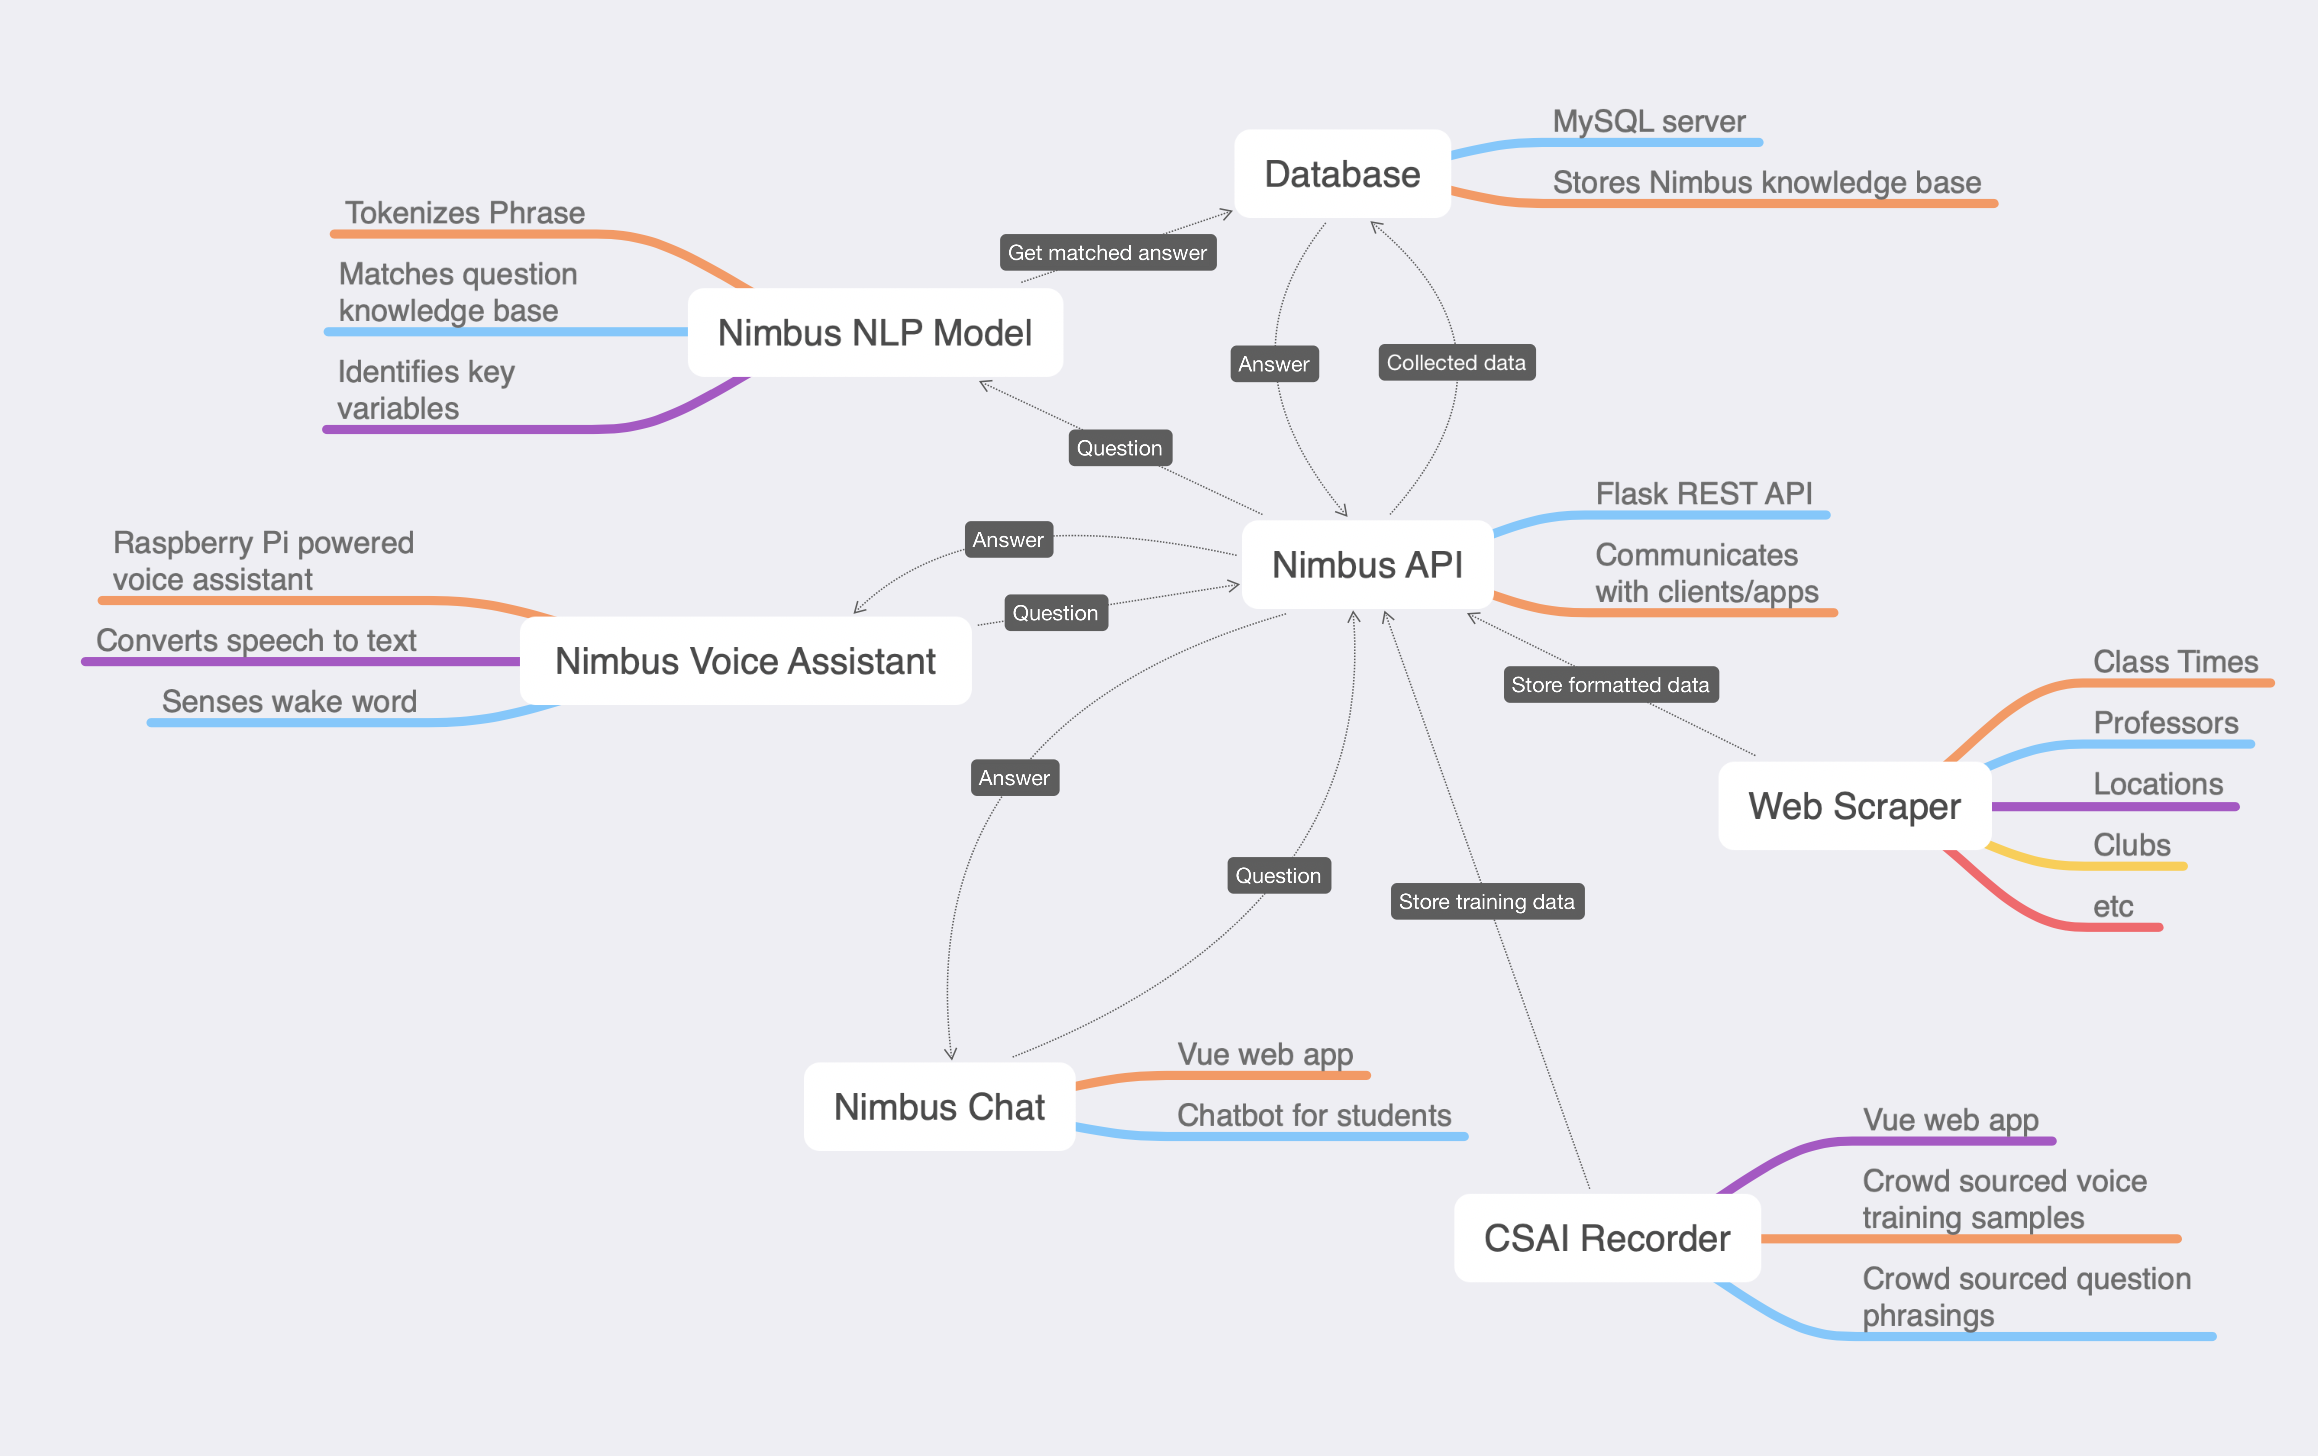 MySQL server
Database
Stores Nimbus knowledge base
Tokenizes Phrase
Get matched answer
Matches question
knowledge base
Nimbus NLP Model
Identifies key
variables
Answer
Collected data
Question
Flask REST API
Communicates
with clients/apps
Nimbus API
Answer
Question
Raspberry Pi powered
voice assistant
Converts speech to text
Senses wake word
Nimbus Voice Assistant
Store formatted data
Class Times
Professors
Locations
Clubs
etc
Web Scraper
Answer
Question
Store training data
Nimbus Chat
Vue web app
Chatbot for students
CSAI Recorder
Vue web app
Crowd sourced voice
training samples
Crowd sourced question
phrasings